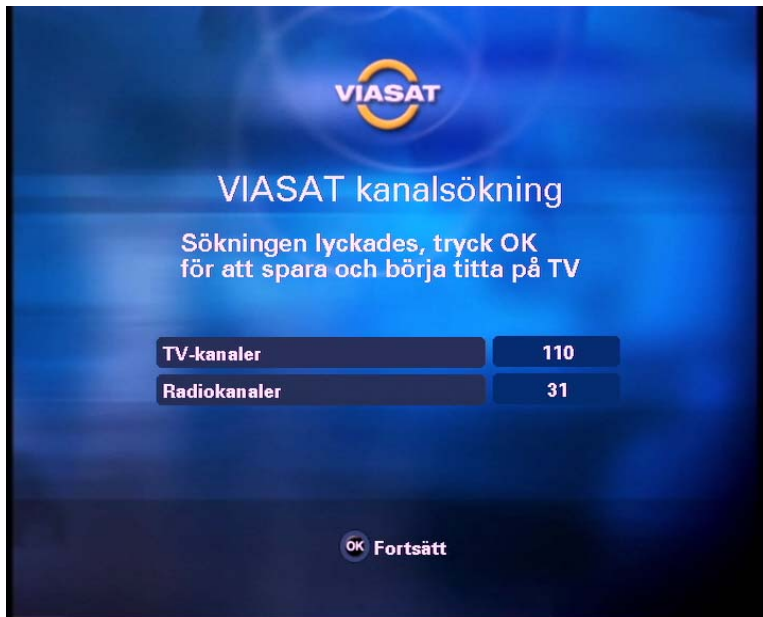 VIASAT
VIASAT kanalsökning
Sökningen lyckades, tryck OK
för att spara och börja titta på TV
TV-kanaler 110
Radiokanaler 31
OK Fortsätt